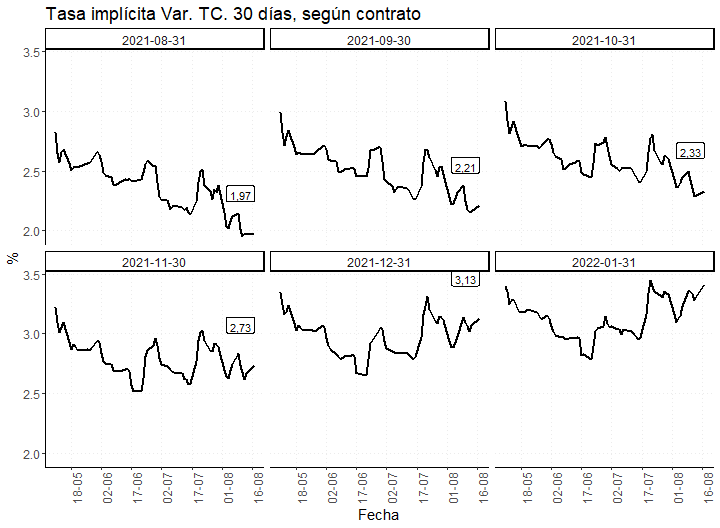 Tasa implícita Var. TC. 30 días, según contrato
2021-08-31 2021-09-30 2021-10-31
3.5
3.0
2.5
2.0
1,97 2,21 2,33
%
2021-11-30 2021-12-31 2022-01-31
3.5
3.0
2.5
2.0
2,73 3,13
18-05 02-06 17-06 02-07 17-07 01-08 16-08 18-05 02-06 17-06 02-07 17-07 01-08 16-08 18-05 02-06 17-06 02-07 17-07 01-08 16-08
Fecha